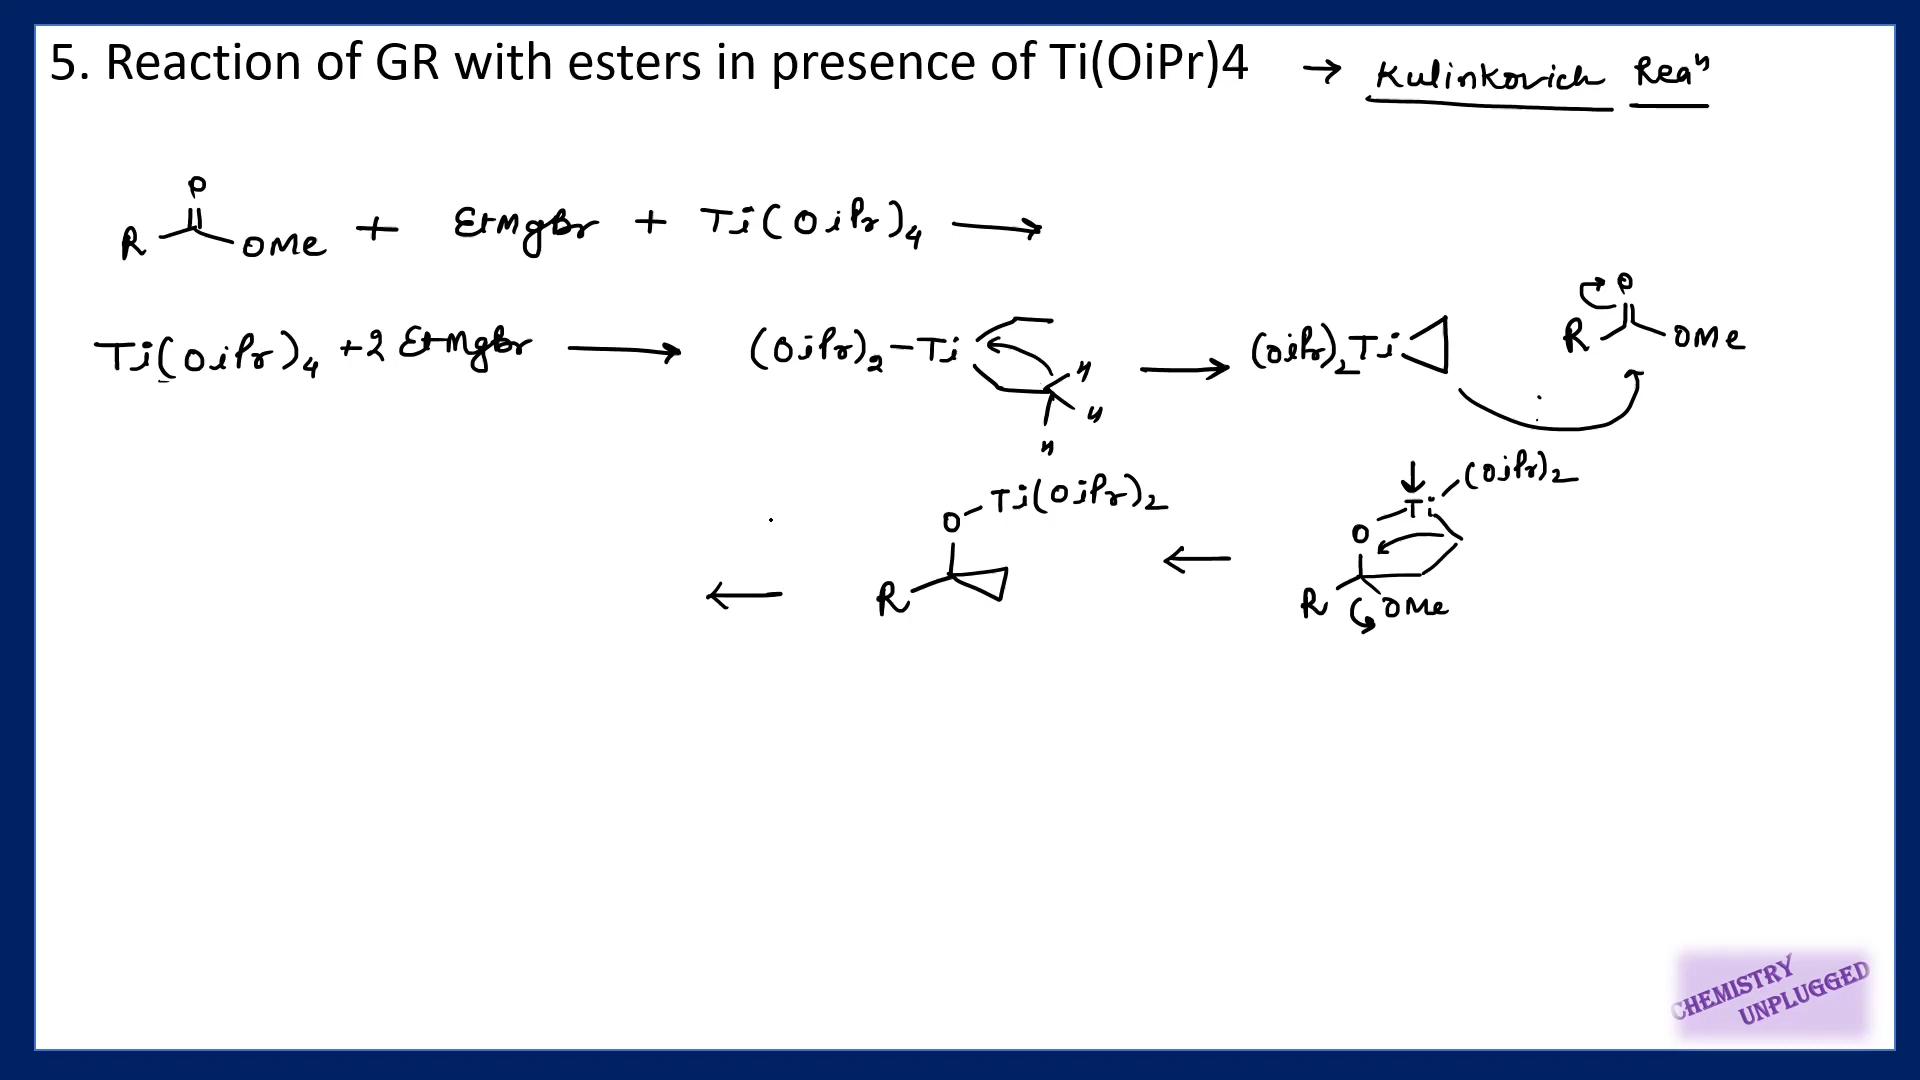 5. Reaction of GR with esters in presence of Ti(OiPr)4 → Kulinkovich Reaⁿ
O
R OMe + EtMgBr + Ti(OiPr)₄ →
Ti(OiPr)₄ + 2 EtMgBr → (OiPr)₂-Ti H H H → (OiPr)₂Ti O R OMe
O-Ti(OiPr)₂ R ← O Ti (OiPr)₂ R OMe
←
CHEMISTRY
UNPLUGGED